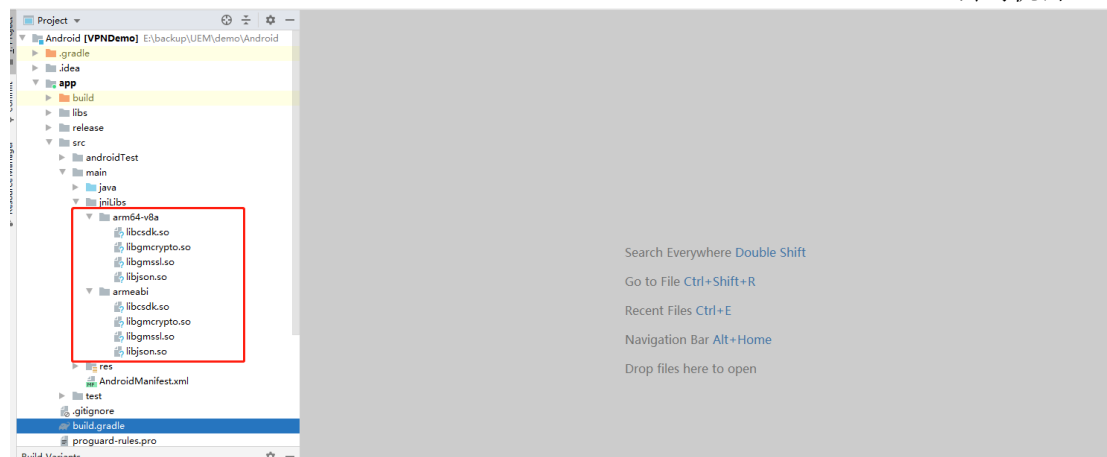 Project
Android [VPNDemo] E:\backup\UEM\demo\Android
.gradle
.idea
app
build
libs
release
src
androidTest
main
java
jniLibs
arm64-v8a
libcsdk.so
libgmcrypto.so
libgmssl.so
libjson.so
armeabi
libcsdk.so
libgmcrypto.so
libgmssl.so
libjson.so
res
AndroidManifest.xml
test
.gitignore
build.gradle
proguard-rules.pro
Build Variants
Search Everywhere Double Shift
Go to File Ctrl+Shift+R
Recent Files Ctrl+E
Navigation Bar Alt+Home
Drop files here to open